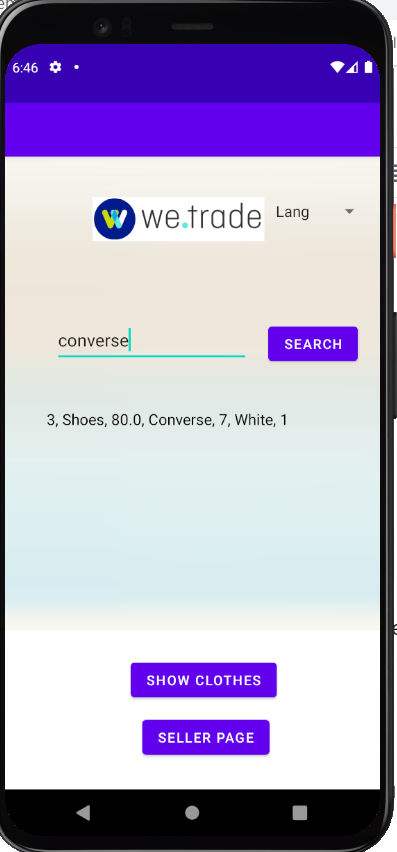 6:46
we.trade
Lang
converse
SEARCH
3, Shoes, 80.0, Converse, 7, White, 1
SHOW CLOTHES
SELLER PAGE